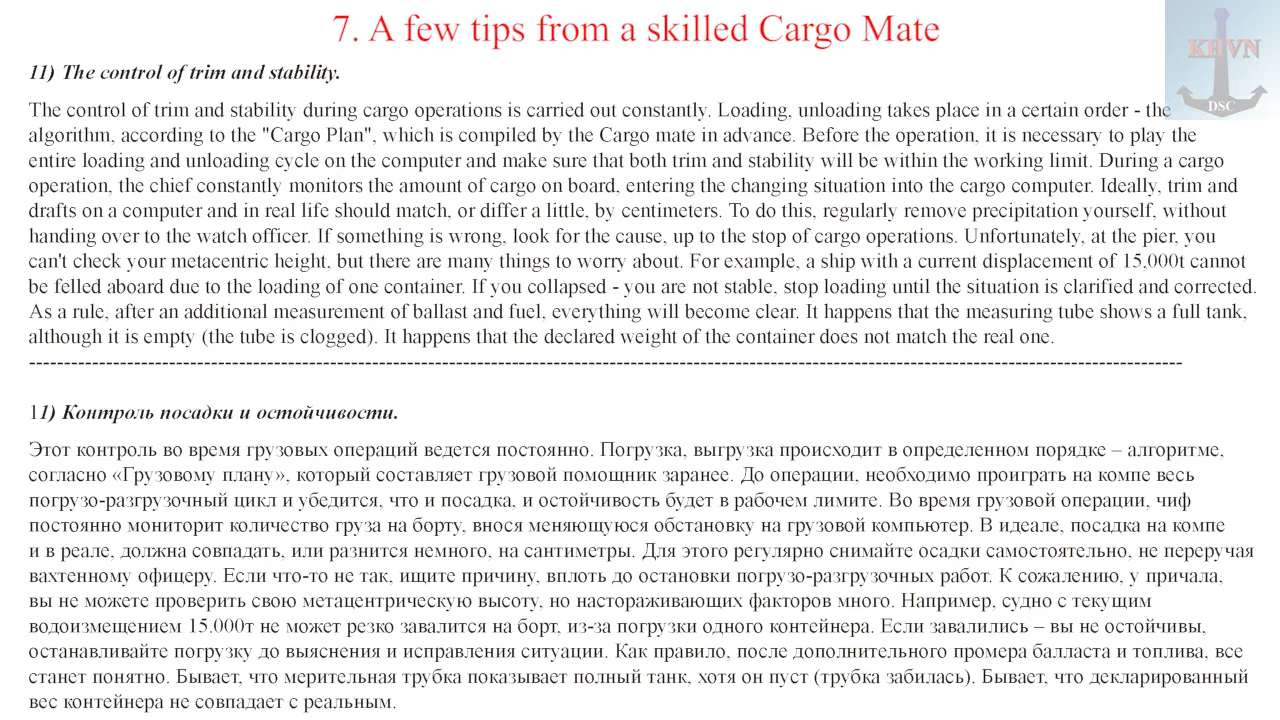 7. A few tips from a skilled Cargo Mate
KHVN
DSC
11) The control of trim and stability.
The control of trim and stability during cargo operations is carried out constantly. Loading, unloading takes place in a certain order - the
algorithm, according to the "Cargo Plan", which is compiled by the Cargo mate in advance. Before the operation, it is necessary to play the
entire loading and unloading cycle on the computer and make sure that both trim and stability will be within the working limit. During a cargo
operation, the chief constantly monitors the amount of cargo on board, entering the changing situation into the cargo computer. Ideally, trim and
drafts on a computer and in real life should match, or differ a little, by centimeters. To do this, regularly remove precipitation yourself, without
handing over to the watch officer. If something is wrong, look for the cause, up to the stop of cargo operations. Unfortunately, at the pier, you
can't check your metacentric height, but there are many things to worry about. For example, a ship with a current displacement of 15,000t cannot
be felled aboard due to the loading of one container. If you collapsed - you are not stable, stop loading until the situation is clarified and corrected.
As a rule, after an additional measurement of ballast and fuel, everything will become clear. It happens that the measuring tube shows a full tank,
although it is empty (the tube is clogged). It happens that the declared weight of the container does not match the real one.
---------------------------------------------------------------------------------------------------------------------------------------------------------------------
11) Контроль посадки и остойчивости.
Этот контроль во время грузовых операций ведется постоянно. Погрузка, выгрузка происходит в определенном порядке – алгоритме,
согласно «Грузовому плану», который составляет грузовой помощник заранее. До операции, необходимо проиграть на компе весь
погрузо-разгрузочный цикл и убедится, что и посадка, и остойчивость будет в рабочем лимите. Во время грузовой операции, чиф
постоянно мониторит количество груза на борту, внося меняющуюся обстановку на грузовой компьютер. В идеале, посадка на компе
и в реале, должна совпадать, или разнится немного, на сантиметры. Для этого регулярно снимайте осадки самостоятельно, не переручая
вахтенному офицеру. Если что-то не так, ищите причину, вплоть до остановки погрузо-разгрузочных работ. К сожалению, у причала,
вы не можете проверить свою метацентрическую высоту, но настораживающих факторов много. Например, судно с текущим
водоизмещением 15.000т не может резко завалится на борт, из-за погрузки одного контейнера. Если завалились – вы не остойчивы,
останавливайте погрузку до выяснения и исправления ситуации. Как правило, после дополнительного промера балласта и топлива, все
станет понятно. Бывает, что мерительная трубка показывает полный танк, хотя он пуст (трубка забилась). Бывает, что декларированный
вес контейнера не совпадает с реальным.